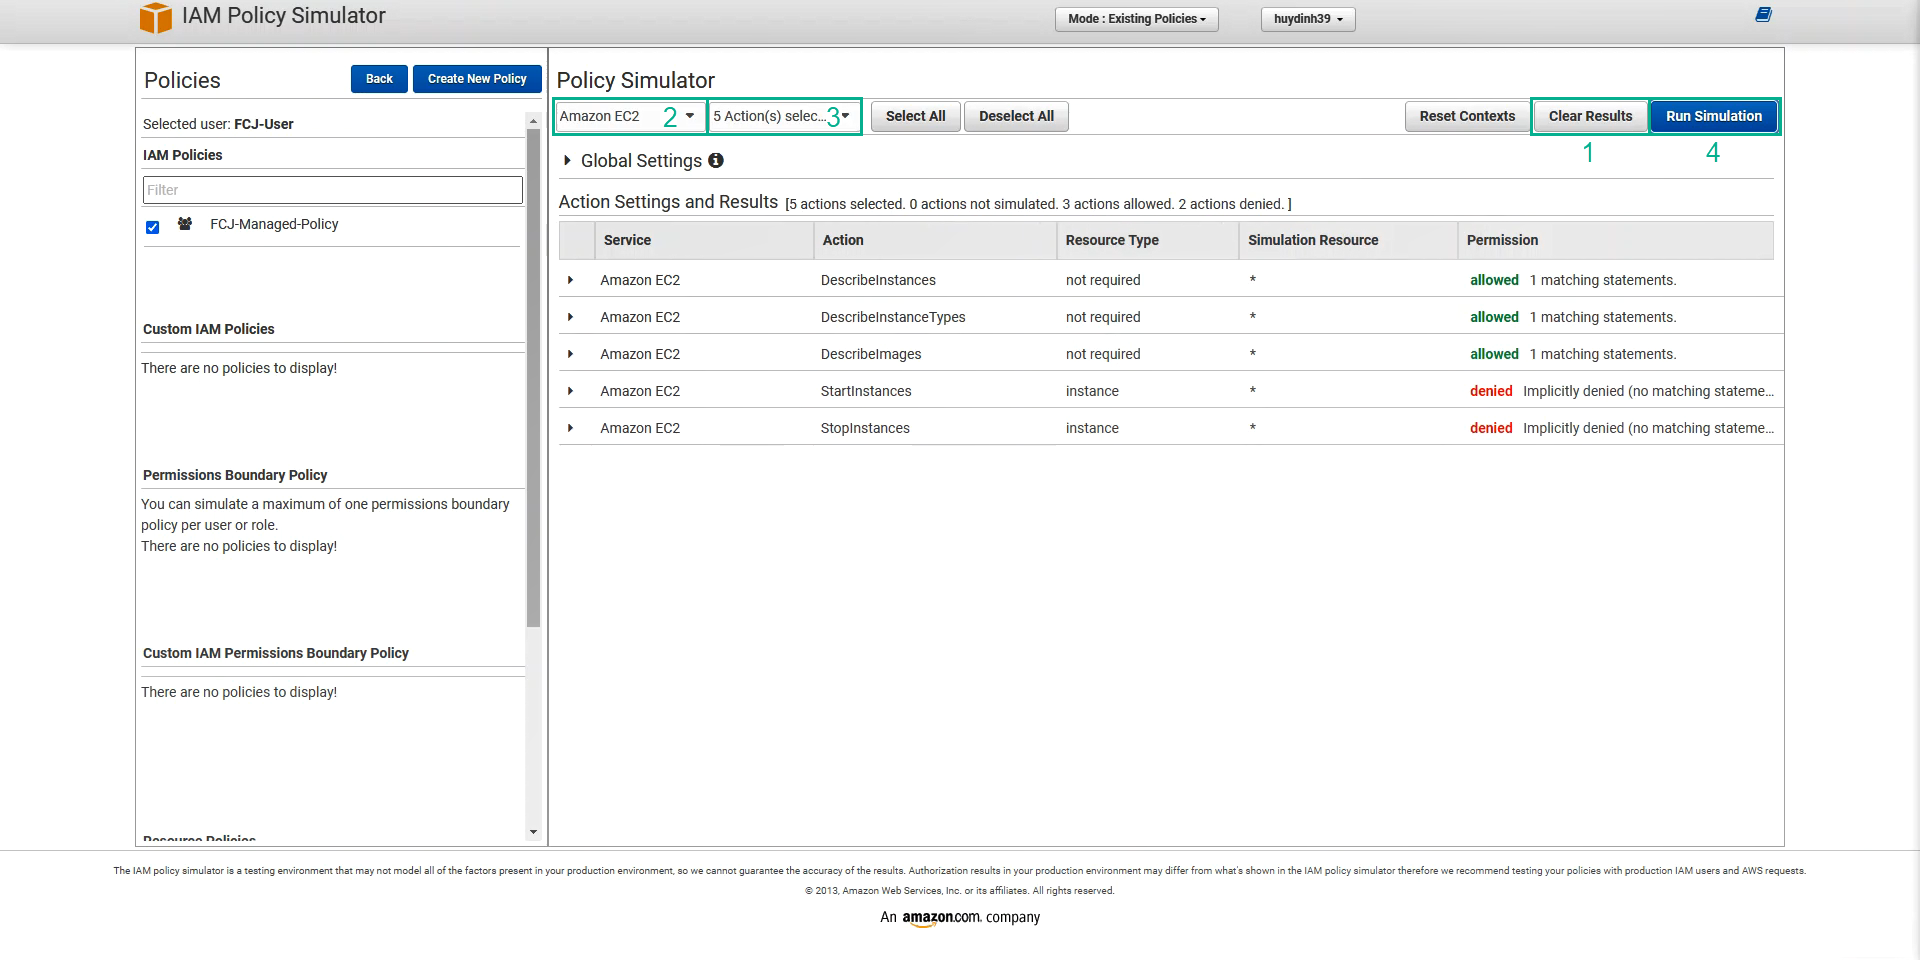 IAM Policy Simulator
Mode : Existing Policies
huydinh39
Policies
Back
Create New Policy
Selected user: FCJ-User
IAM Policies
Filter
FCJ-Managed-Policy
Custom IAM Policies
There are no policies to display!
Permissions Boundary Policy
You can simulate a maximum of one permissions boundary
policy per user or role.
There are no policies to display!
Custom IAM Permissions Boundary Policy
There are no policies to display!
Resource Policies
Policy Simulator
Amazon EC2 2
5 Action(s) selec... 3
Select All
Deselect All
Reset Contexts
Clear Results
Run Simulation
1
4
Global Settings
Action Settings and Results [5 actions selected. 0 actions not simulated. 3 actions allowed. 2 actions denied. ]
Service Action Resource Type Simulation Resource Permission
Amazon EC2 DescribeInstances not required * allowed 1 matching statements.
Amazon EC2 DescribeInstanceTypes not required * allowed 1 matching statements.
Amazon EC2 DescribeImages not required * allowed 1 matching statements.
Amazon EC2 StartInstances instance * denied Implicitly denied (no matching stateme...
Amazon EC2 StopInstances instance * denied Implicitly denied (no matching stateme...
The IAM policy simulator is a testing environment that may not model all of the factors present in your production environment, so we cannot guarantee the accuracy of the results. Authorization results in your production environment may differ from what's shown in the IAM policy simulator therefore we recommend testing your policies with production IAM users and AWS requests.
© 2013, Amazon Web Services, Inc. or its affiliates. All rights reserved.
An amazon.com. company